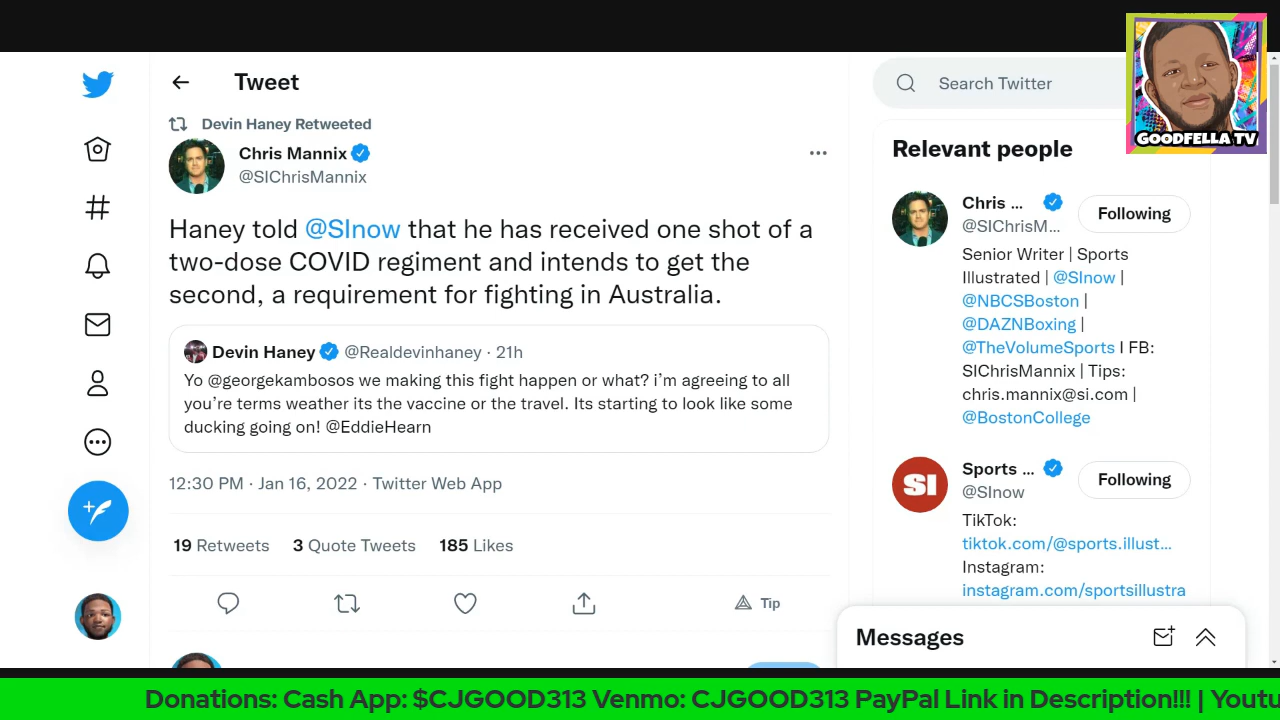 GOODFELLA TV
Tweet
Search Twitter
Devin Haney Retweeted
Chris Mannix
@SIChrisMannix
Haney told @SInow that he has received one shot of a
two-dose COVID regiment and intends to get the
second, a requirement for fighting in Australia.
Devin Haney @Realdevinhaney · 21h
Yo @georgekambosos we making this fight happen or what? i’m agreeing to all
you’re terms weather its the vaccine or the travel. Its starting to look like some
ducking going on! @EddieHearn
12:30 PM · Jan 16, 2022 · Twitter Web App
19 Retweets 3 Quote Tweets 185 Likes
Tip
Relevant people
Chris ...
@SIChrisM...
Following
Senior Writer | Sports
Illustrated | @SInow |
@NBCSBoston |
@DAZNBoxing |
@TheVolumeSports I FB:
SIChrisMannix | Tips:
chris.mannix@si.com |
@BostonCollege
SI
Sports ...
@SInow
Following
TikTok:
tiktok.com/@sports.illust...
Instagram:
instagram.com/sportsillustra
Messages
Donations: Cash App: $CJGOOD313 Venmo: CJGOOD313 PayPal Link in Description!!! | Youtu